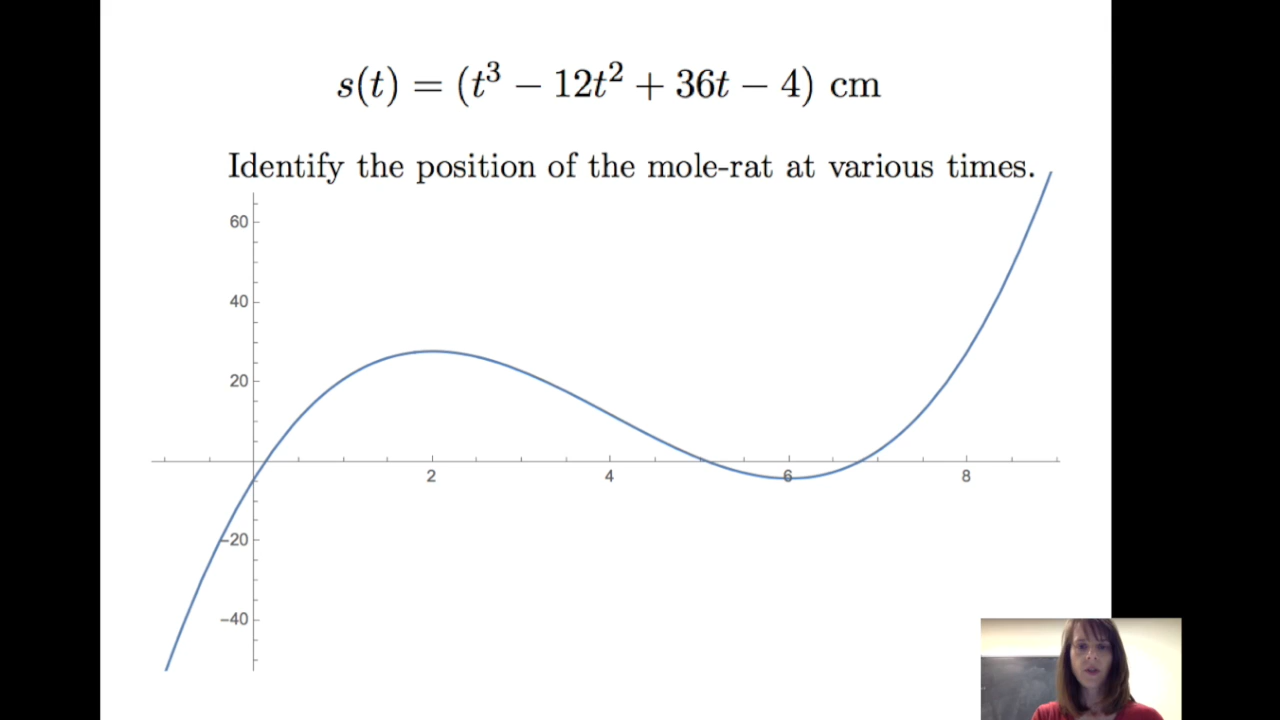 s(t) = (t³ − 12t² + 36t − 4) cm
Identify the position of the mole-rat at various times.
60
40
20
2 4 6 8
−20
−40